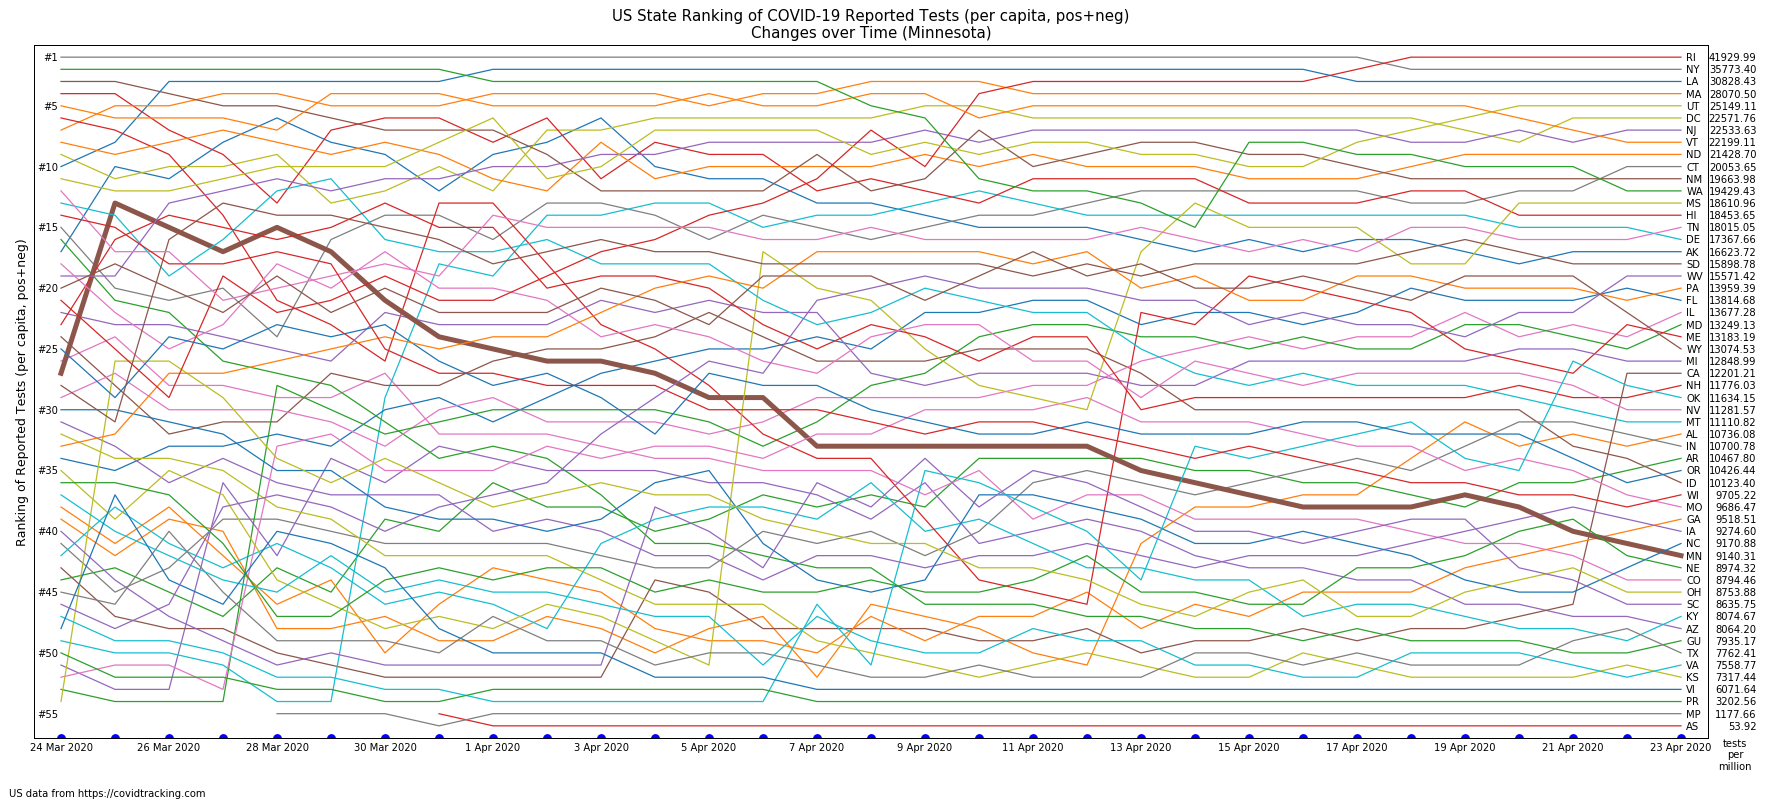 US State Ranking of COVID-19 Reported Tests (per capita, pos+neg)
Changes over Time (Minnesota)
Ranking of Reported Tests (per capita, pos+neg)
#1
#5
#10
#15
#20
#25
#30
#35
#40
#45
#50
#55
RI 41929.99
NY 35773.40
LA 30828.43
MA 28070.50
UT 25149.11
DC 22571.76
NJ 22533.63
VT 22199.11
ND 21428.70
CT 20053.65
NM 19663.98
WA 19429.43
MS 18610.96
HI 18453.65
TN 18015.05
DE 17367.66
AK 16623.72
SD 15898.78
WV 15571.42
PA 13959.39
FL 13814.68
IL 13677.28
MD 13249.13
ME 13183.19
WY 13074.53
MI 12848.99
CA 12201.21
NH 11776.03
OK 11634.15
NV 11281.57
MT 11110.82
AL 10736.08
IN 10700.78
AR 10467.80
OR 10426.44
ID 10123.40
WI 9705.22
MO 9686.47
GA 9518.51
IA 9274.60
NC 9170.88
MN 9140.31
NE 8974.32
CO 8794.46
OH 8753.88
SC 8635.75
KY 8074.67
AZ 8064.20
GU 7935.17
TX 7762.41
VA 7558.77
KS 7317.44
VI 6071.64
PR 3202.56
MP 1177.66
AS 53.92
24 Mar 2020 26 Mar 2020 28 Mar 2020 30 Mar 2020 1 Apr 2020 3 Apr 2020 5 Apr 2020 7 Apr 2020 9 Apr 2020 11 Apr 2020 13 Apr 2020 15 Apr 2020 17 Apr 2020 19 Apr 2020 21 Apr 2020 23 Apr 2020
tests
per
million
US data from https://covidtracking.com